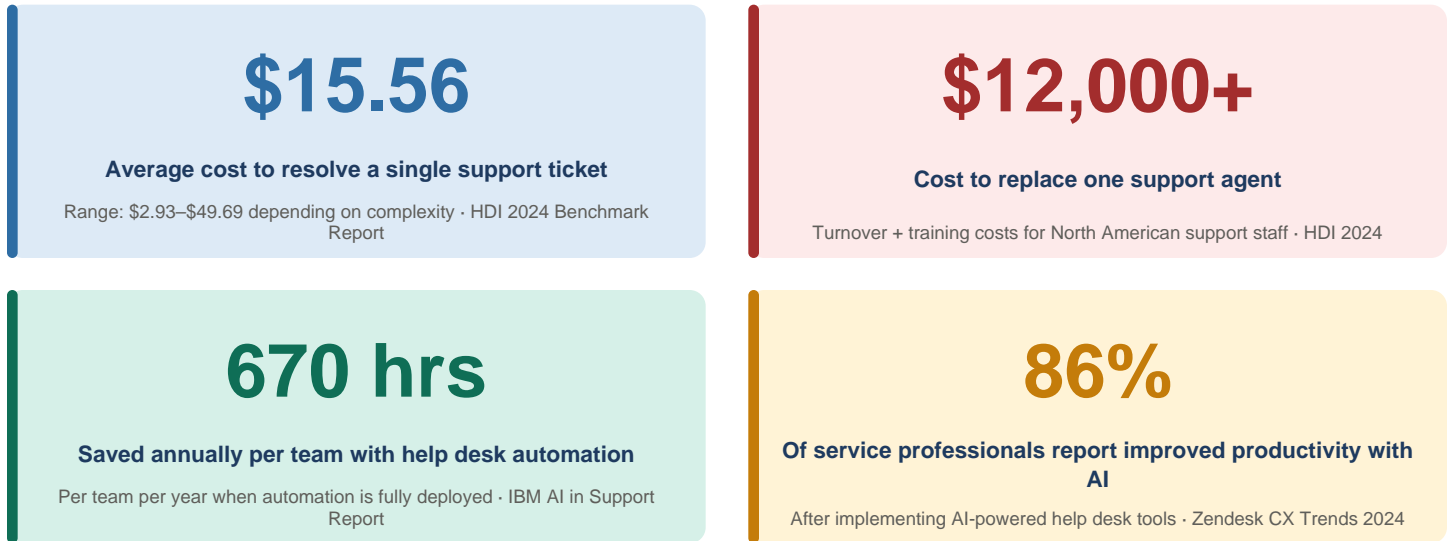 $15.56
Average cost to resolve a single support ticket
Range: $2.93–$49.69 depending on complexity · HDI 2024 Benchmark
Report
$12,000+
Cost to replace one support agent
Turnover + training costs for North American support staff · HDI 2024
670 hrs
Saved annually per team with help desk automation
Per team per year when automation is fully deployed · IBM AI in Support
Report
86%
Of service professionals report improved productivity with
AI
After implementing AI-powered help desk tools · Zendesk CX Trends 2024